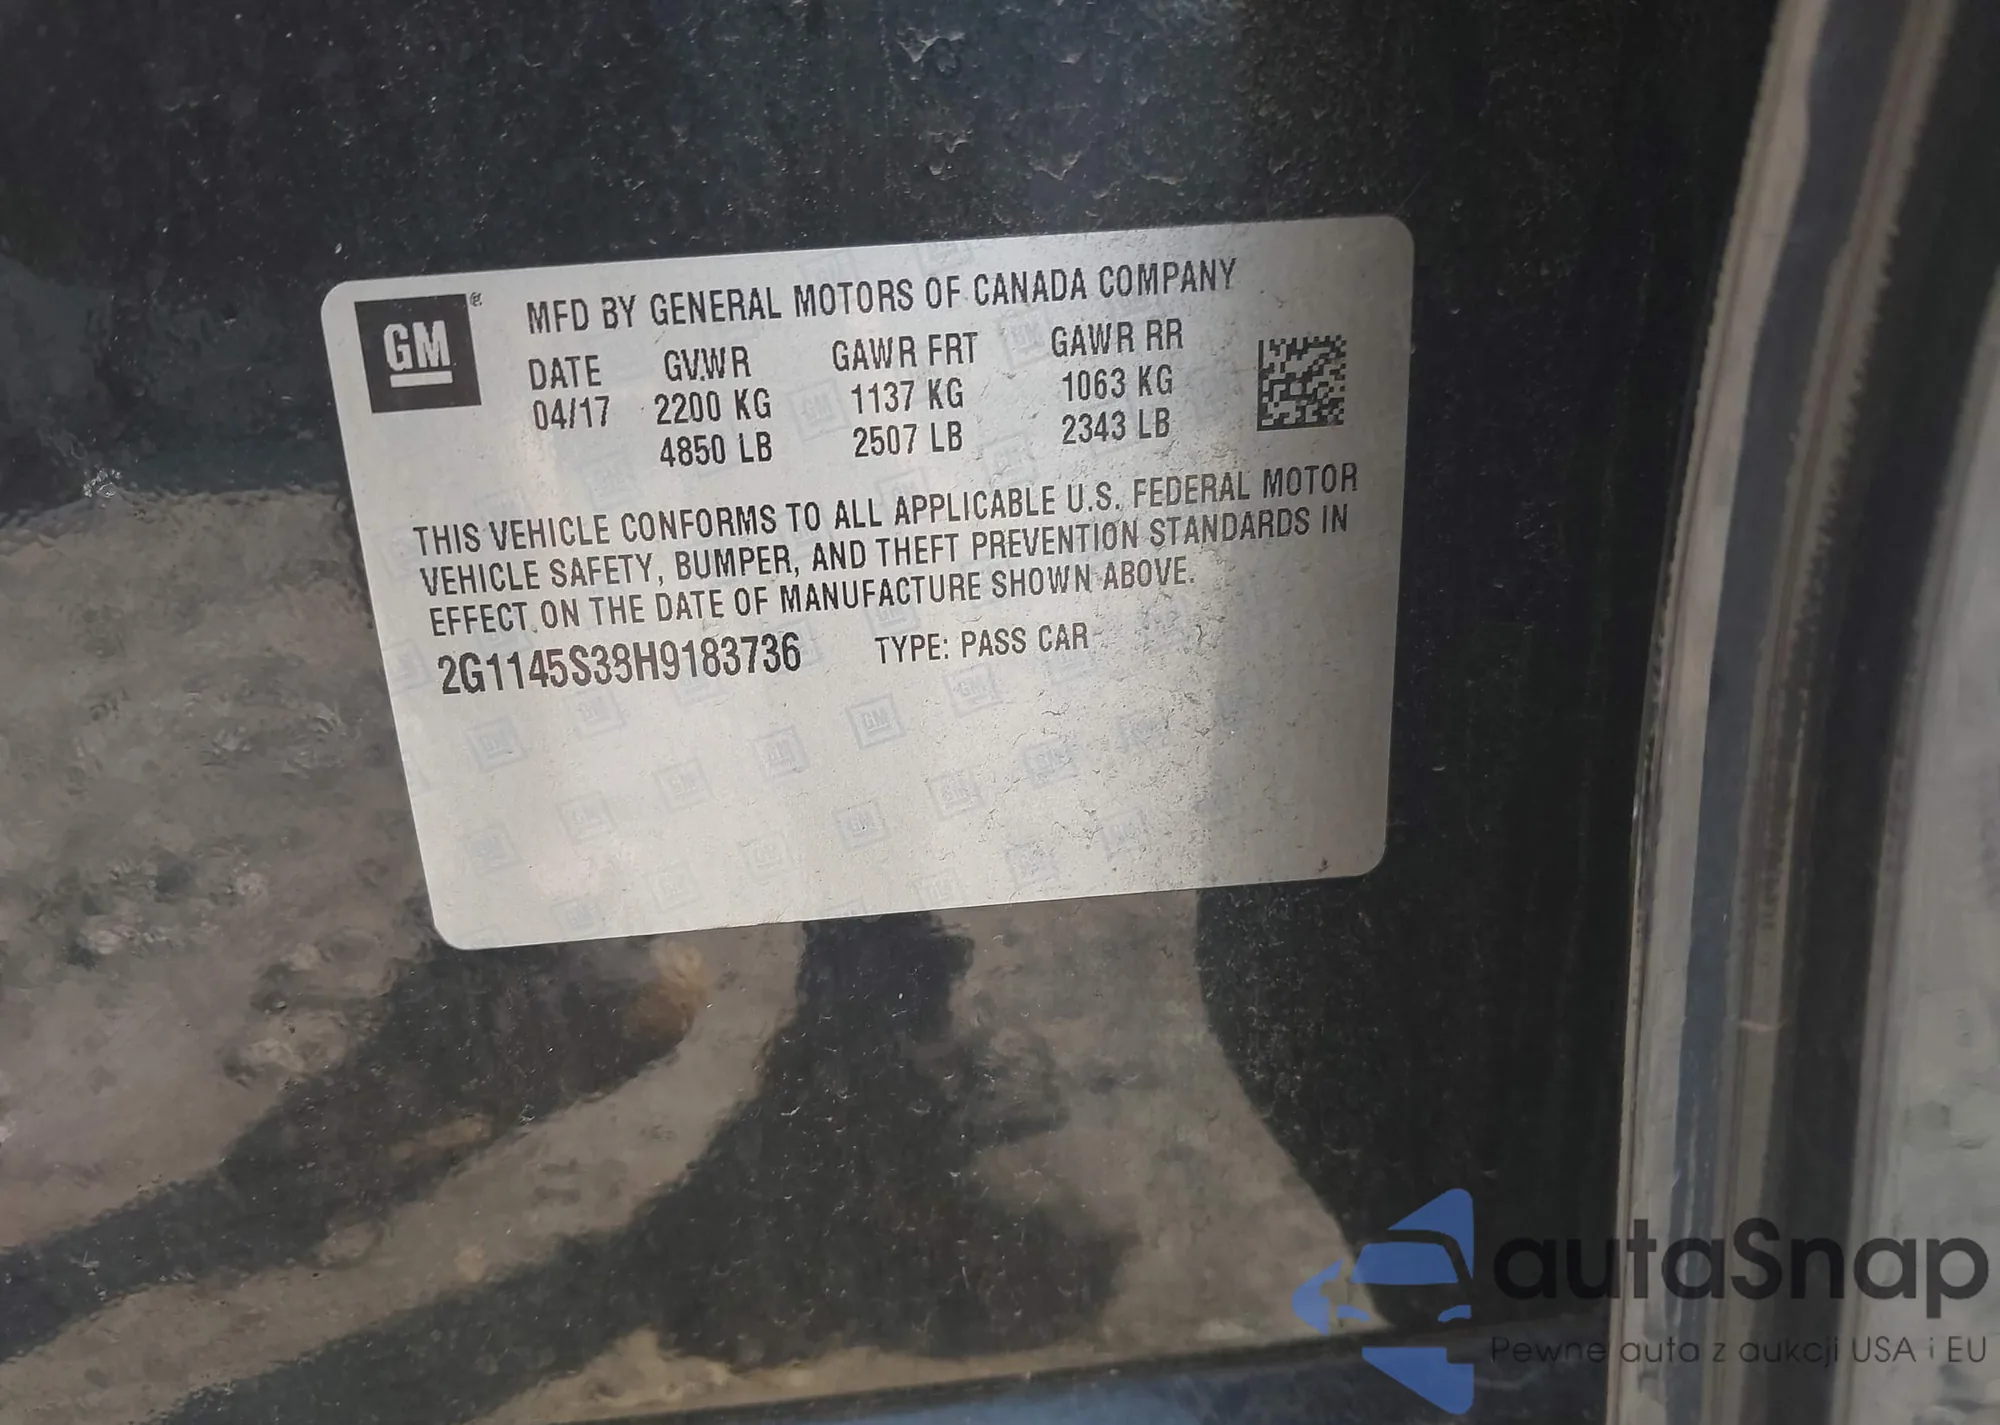 GM
®
MFD BY GENERAL MOTORS OF CANADA COMPANY
DATE GVWR GAWR FRT GAWR RR
04/17 2200 KG 1137 KG 1063 KG
4850 LB 2507 LB 2343 LB
THIS VEHICLE CONFORMS TO ALL APPLICABLE U.S. FEDERAL MOTOR
VEHICLE SAFETY, BUMPER, AND THEFT PREVENTION STANDARDS IN
EFFECT ON THE DATE OF MANUFACTURE SHOWN ABOVE.
2G1145S38H9183736 TYPE: PASS CAR
autaSnap
Pewne auta z aukcji USA i EU